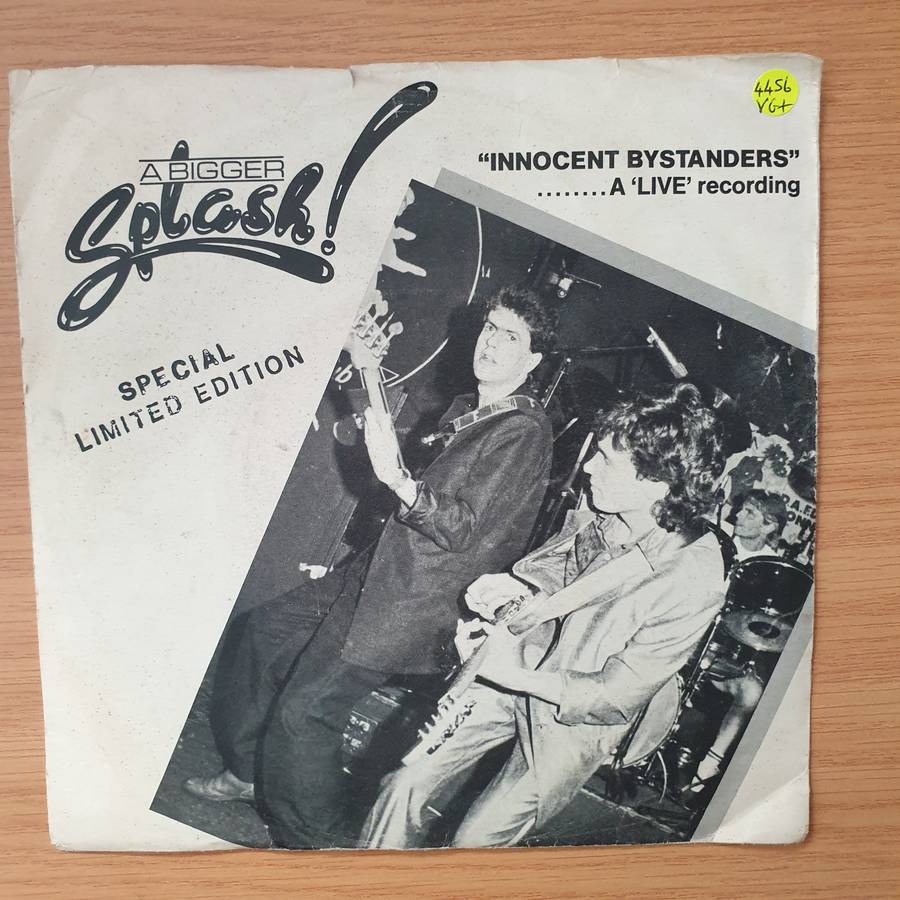 A BIGGER
Splash!
"INNOCENT BYSTANDERS"
........A 'LIVE' recording
4456
VG+
SPECIAL
LIMITED EDITION